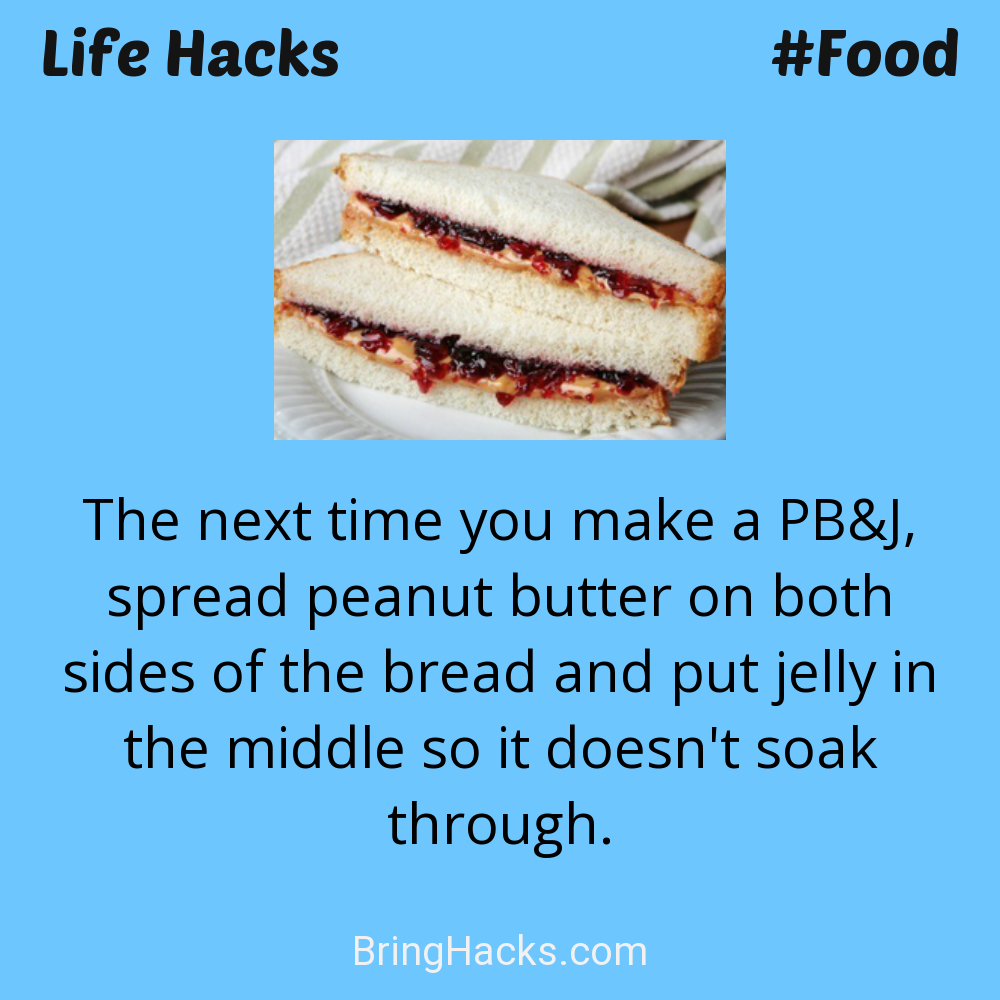 Life Hacks #Food
The next time you make a PB&J,
spread peanut butter on both
sides of the bread and put jelly in
the middle so it doesn't soak
through.
BringHacks.com